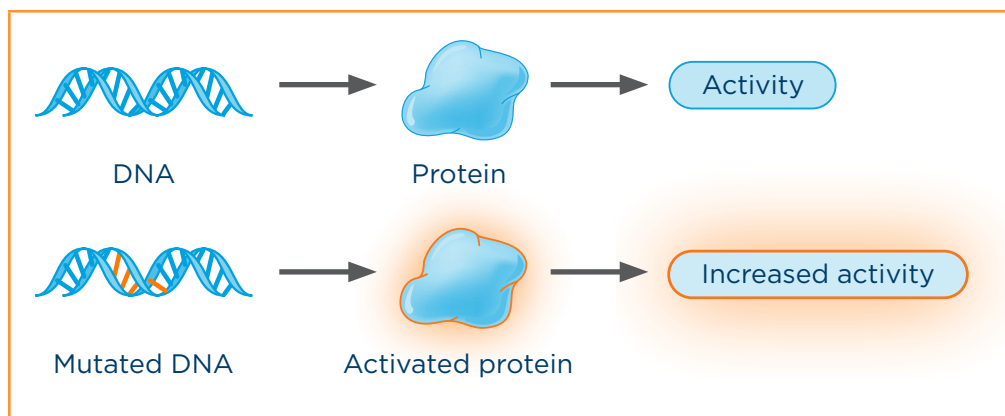 Activity
DNA
Protein
Increased activity
Mutated DNA
Activated protein